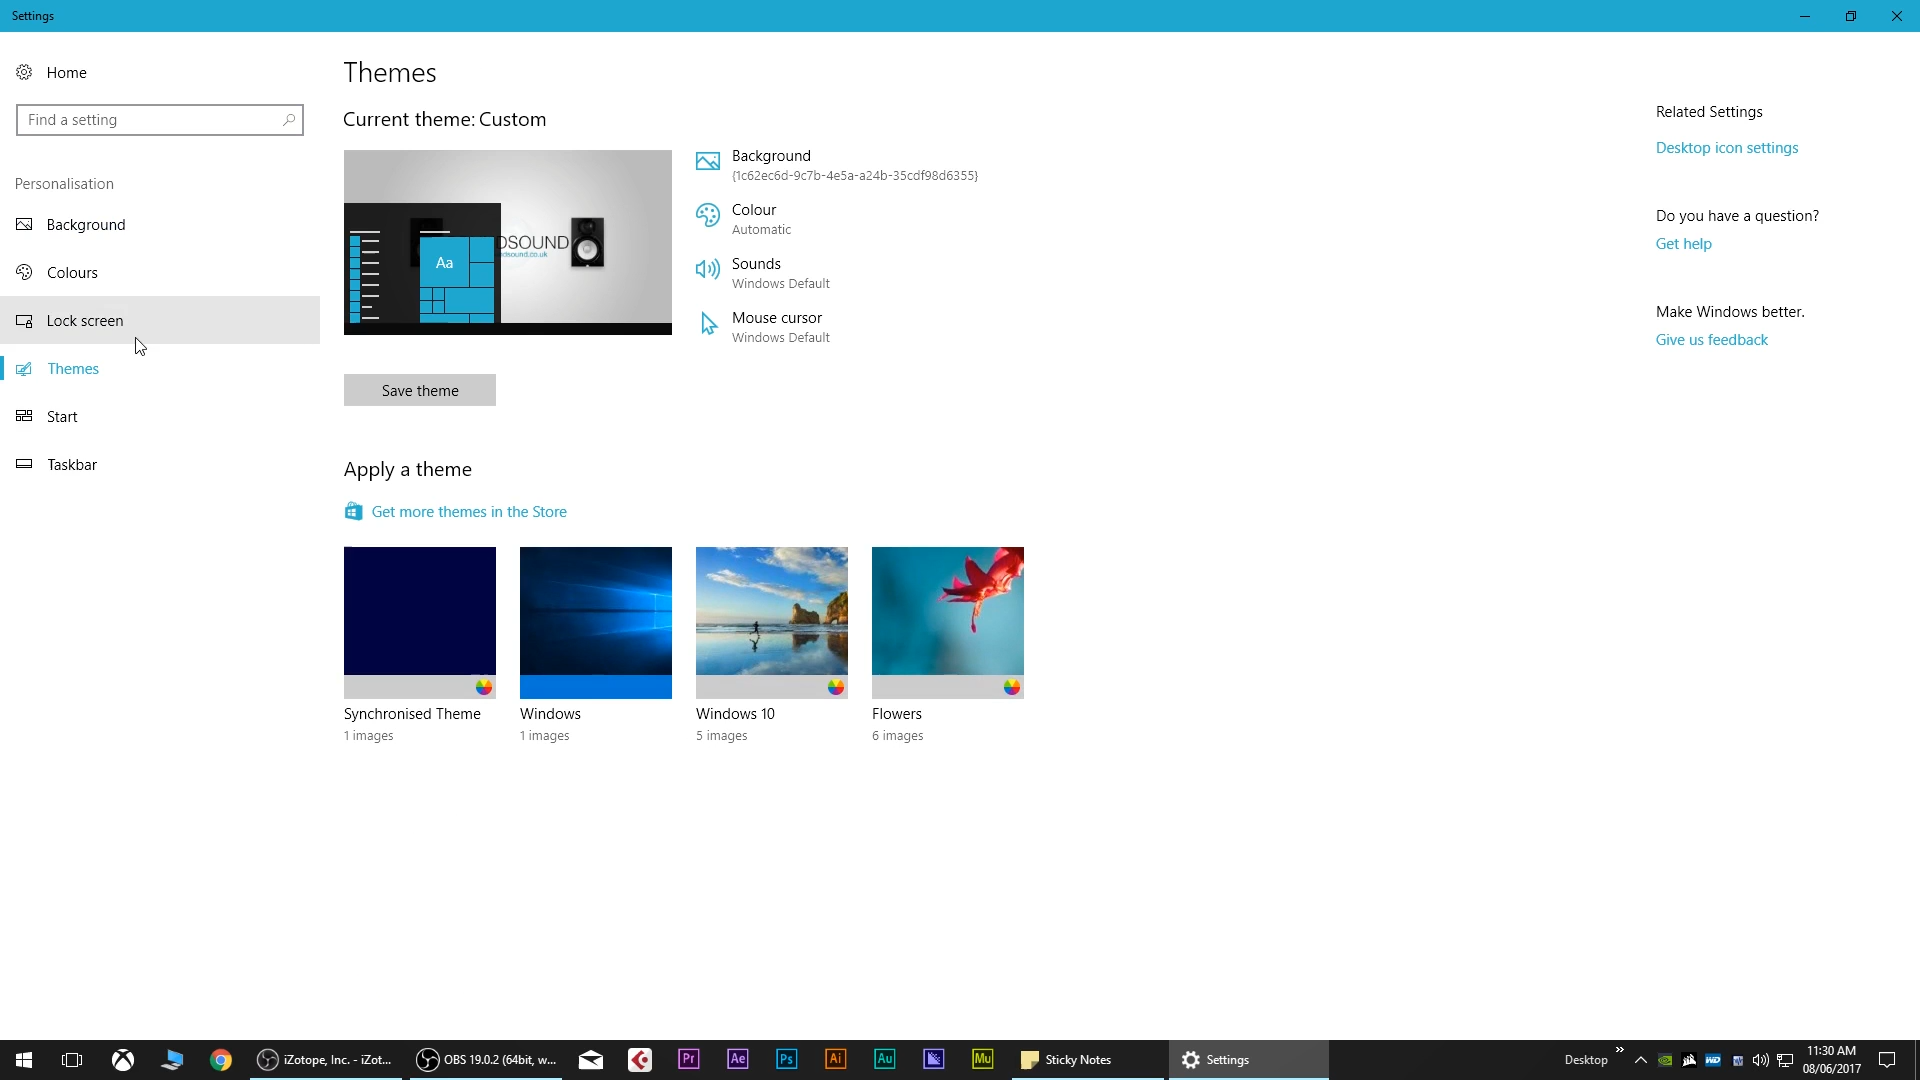 Settings
Home
Find a setting
Personalisation
Background
Colours
Lock screen
Themes
Start
Taskbar
Themes
Current theme: Custom
Aa
DSOUND
dsound.co.uk
Background
{1c62ec6d-9c7b-4e5a-a24b-35cdf98d6355}
Colour
Automatic
Sounds
Windows Default
Mouse cursor
Windows Default
Save theme
Apply a theme
Get more themes in the Store
Synchronised Theme
1 images
Windows
1 images
Windows 10
5 images
Flowers
6 images
Related Settings
Desktop icon settings
Do you have a question?
Get help
Make Windows better.
Give us feedback
iZotope, Inc. - iZot...
OBS 19.0.2 (64bit, w...
Pr
Ae
Ps
Ai
Au
Mu
Sticky Notes
Settings
Desktop
WD
11:30 AM
08/06/2017